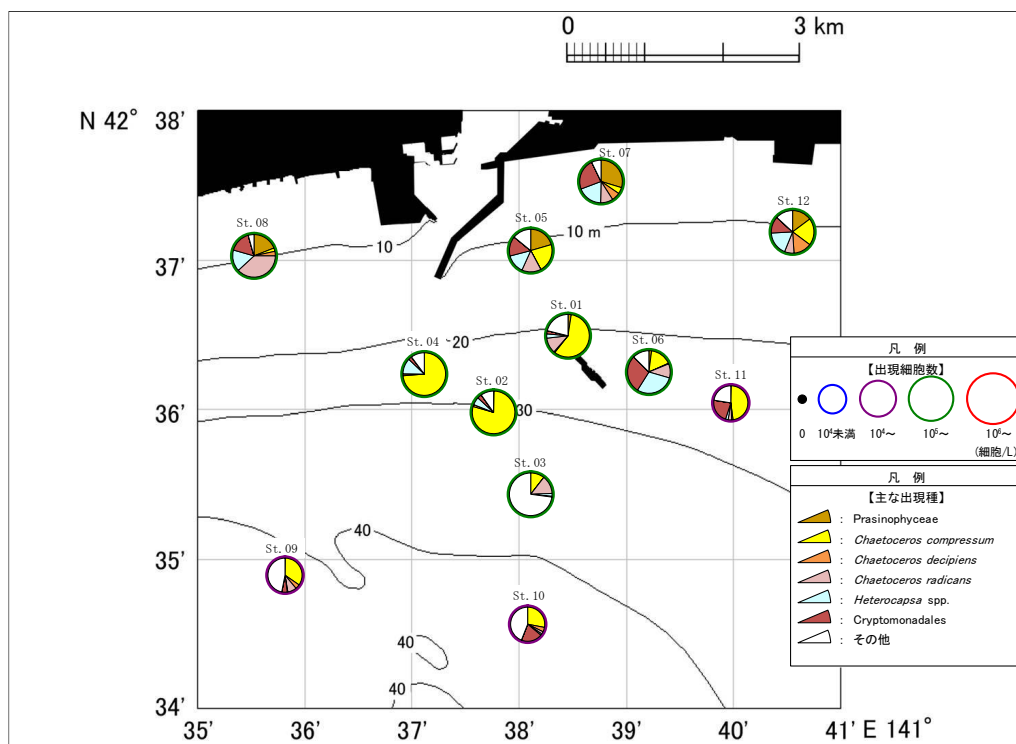 0 3 km
N 42° 38'
St. 07
St. 12
St. 08
St. 05
10 m
10
37'
St. 01
St. 04
20
St. 06
St. 11
St. 02
36'
30
St. 03
40
St. 09
35'
St. 10
40
40
34'
35' 36' 37' 38' 39' 40' 41' E 141°
凡 例
【出現細胞数】
0 10⁴未満 10⁴～ 10⁵～ 10⁶～
(細胞/L)
凡 例
【主な出現種】
: Prasinophyceae
: Chaetoceros compressum
: Chaetoceros decipiens
: Chaetoceros radicans
: Heterocapsa spp.
: Cryptomonadales
: その他